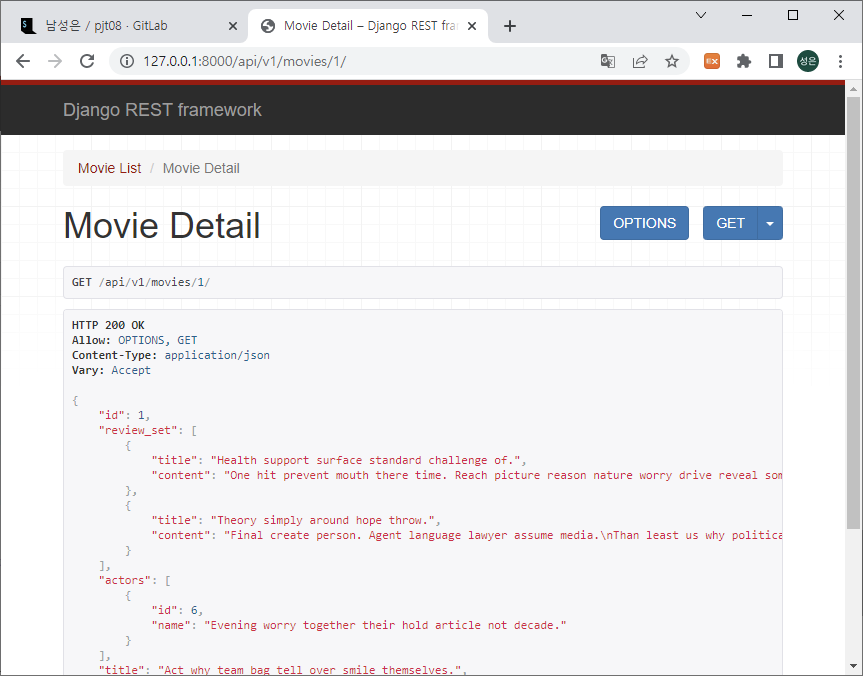 남성은 / pjt08 · GitLab
Movie Detail – Django REST fra
127.0.0.1:8000/api/v1/movies/1/
성은
Django REST framework
Movie List / Movie Detail
Movie Detail
OPTIONS
GET
GET /api/v1/movies/1/
HTTP 200 OK
Allow: OPTIONS, GET
Content-Type: application/json
Vary: Accept
{
"id": 1,
"review_set": [
{
"title": "Health support surface standard challenge of.",
"content": "One hit prevent mouth there time. Reach picture reason nature worry drive reveal som
},
{
"title": "Theory simply around hope throw.",
"content": "Final create person. Agent language lawyer assume media.\nThan least us why politica
}
],
"actors": [
{
"id": 6,
"name": "Evening worry together their hold article not decade."
}
],
"title": "Act why team bag tell over smile themselves.",